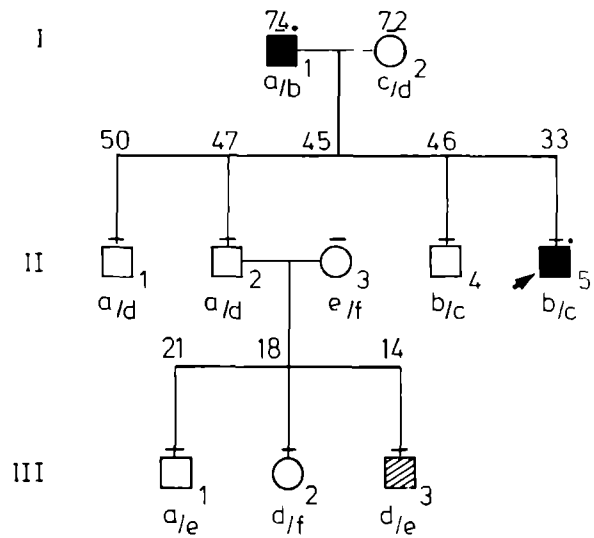 I
74. 72
1 2
a/b c/d
50 47 45 46 33
II
1 2 3 4 5
a/d a/d e/f b/c b/c
21 18 14
III
1 2 3
a/e d/f d/e